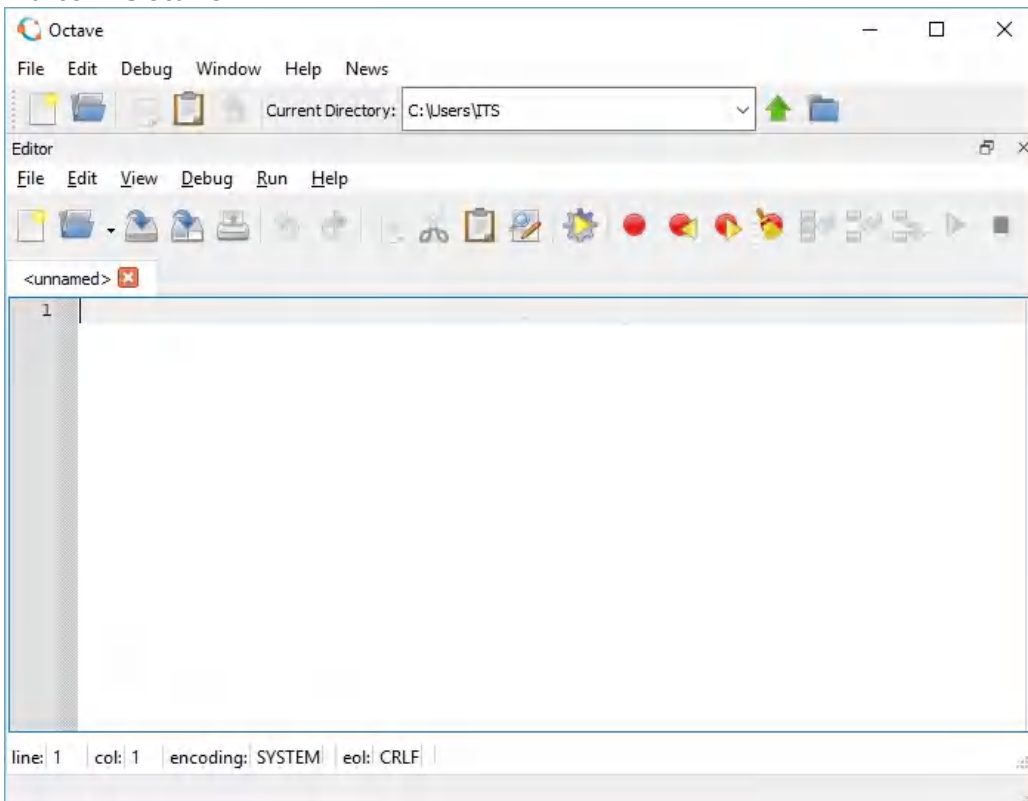 Octave
File Edit Debug Window Help News
Current Directory: C:\Users\ITS
Editor
File Edit View Debug Run Help
<unnamed>
1
line: 1 col: 1 encoding: SYSTEM eol: CRLF